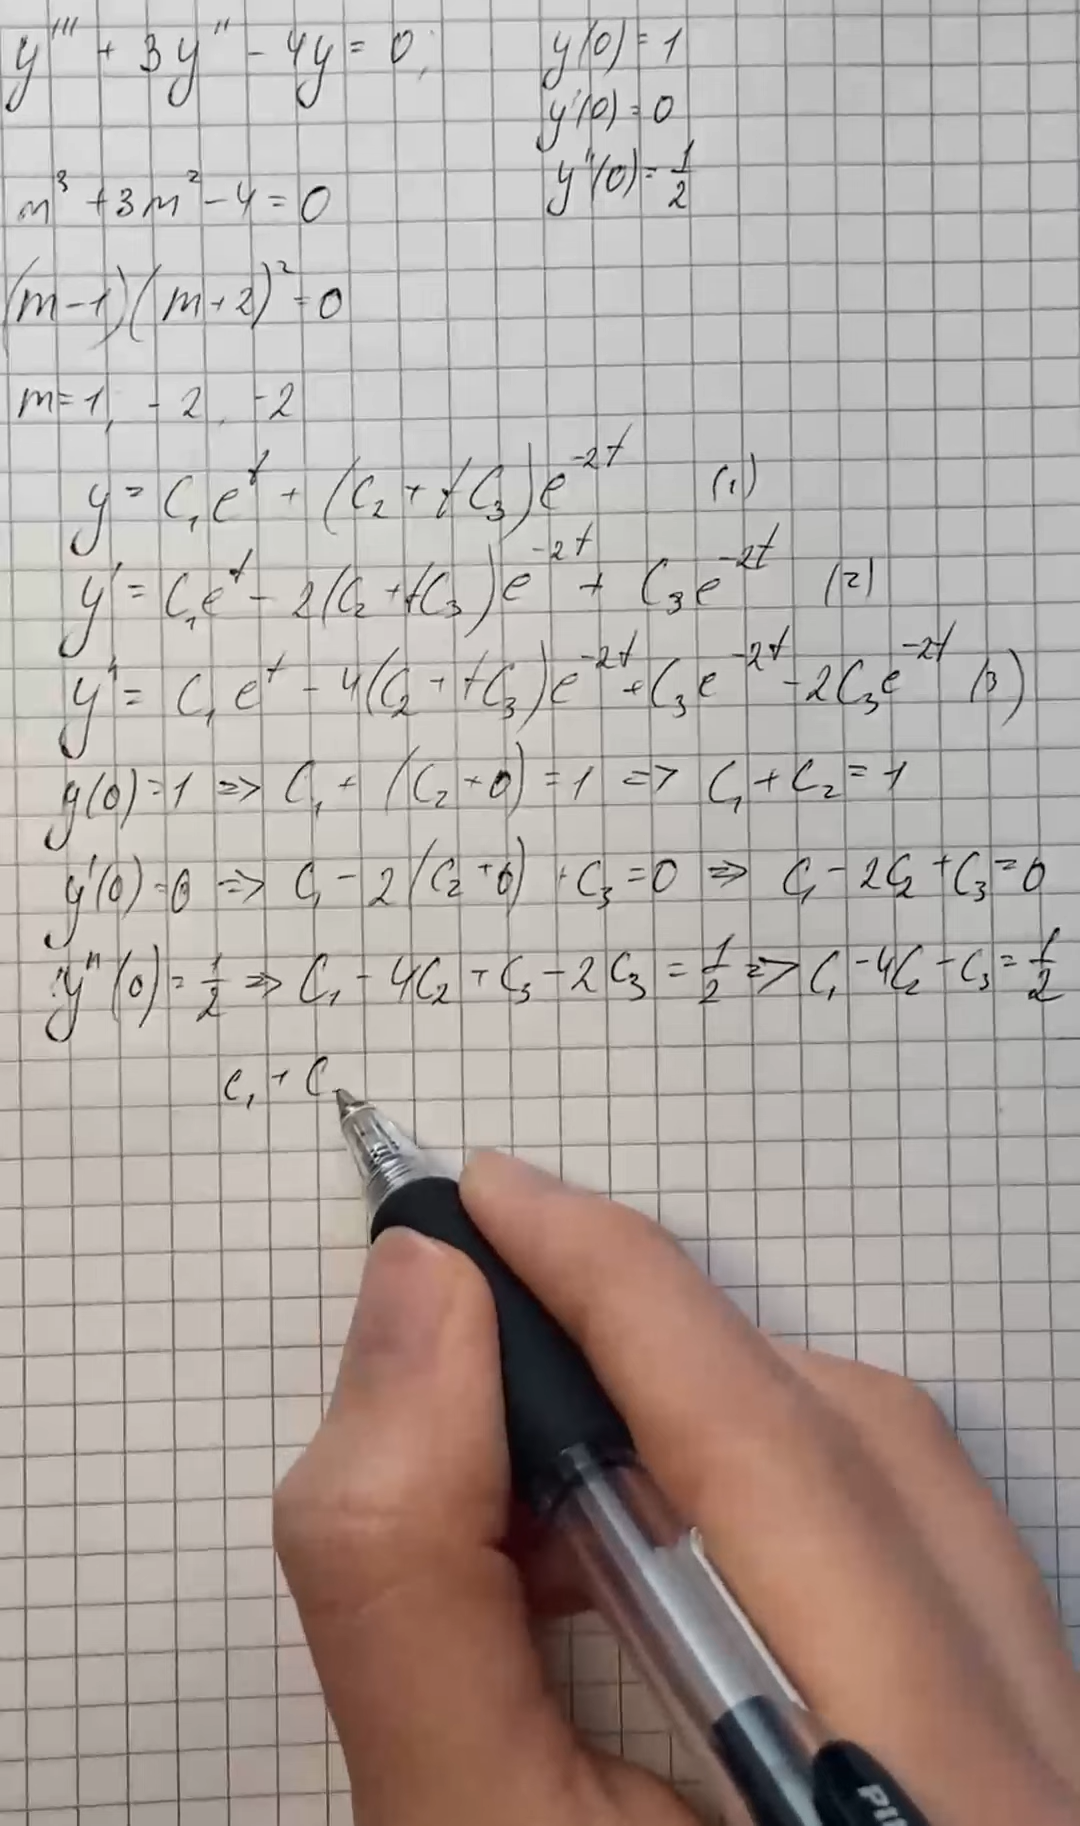 y''' + 3y'' - 4y = 0; y(0) = 1
y'(0) = 0
y''(0) = 1/2
m³ + 3m² - 4 = 0
(m-1)(m+2)² = 0
m = 1, -2, -2
y = C₁e^t + (C₂ + tC₃)e^-2t (1)
y' = C₁e^t - 2(C₂ + tC₃)e^-2t + C₃e^-2t (2)
y'' = C₁e^t - 4(C₂ + tC₃)e^-2t + C₃e^-2t - 2C₃e^-2t (3)
y(0) = 1 => C₁ + (C₂ + 0) = 1 => C₁ + C₂ = 1
y'(0) = 0 => C₁ - 2(C₂ + 0) + C₃ = 0 => C₁ - 2C₂ + C₃ = 0
y''(0) = 1/2 => C₁ - 4C₂ + C₃ - 2C₃ = 1/2 => C₁ - 4C₂ - C₃ = 1/2
C₁ + C